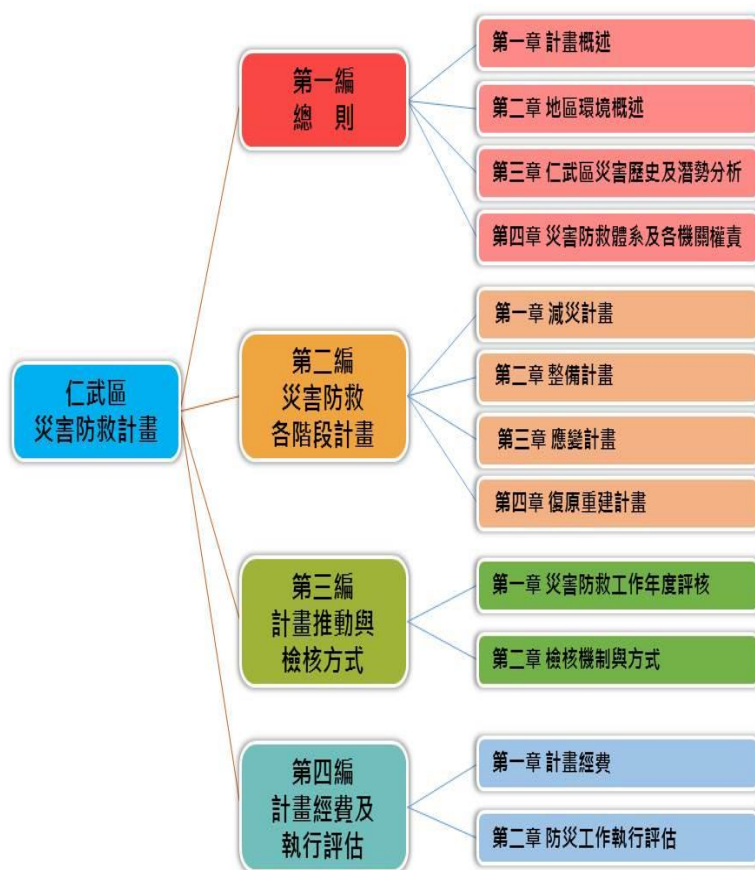 仁武區
災害防救計畫
第一編
總 則
第一章 計畫概述
第二章 地區環境概述
第三章 仁武區災害歷史及潛勢分析
第四章 災害防救體系及各機關權責
第二編
災害防救
各階段計畫
第一章 減災計畫
第二章 整備計畫
第三章 應變計畫
第四章 復原重建計畫
第三編
計畫推動與
檢核方式
第一章 災害防救工作年度評核
第二章 檢核機制與方式
第四編
計畫經費及
執行評估
第一章 計畫經費
第二章 防災工作執行評估